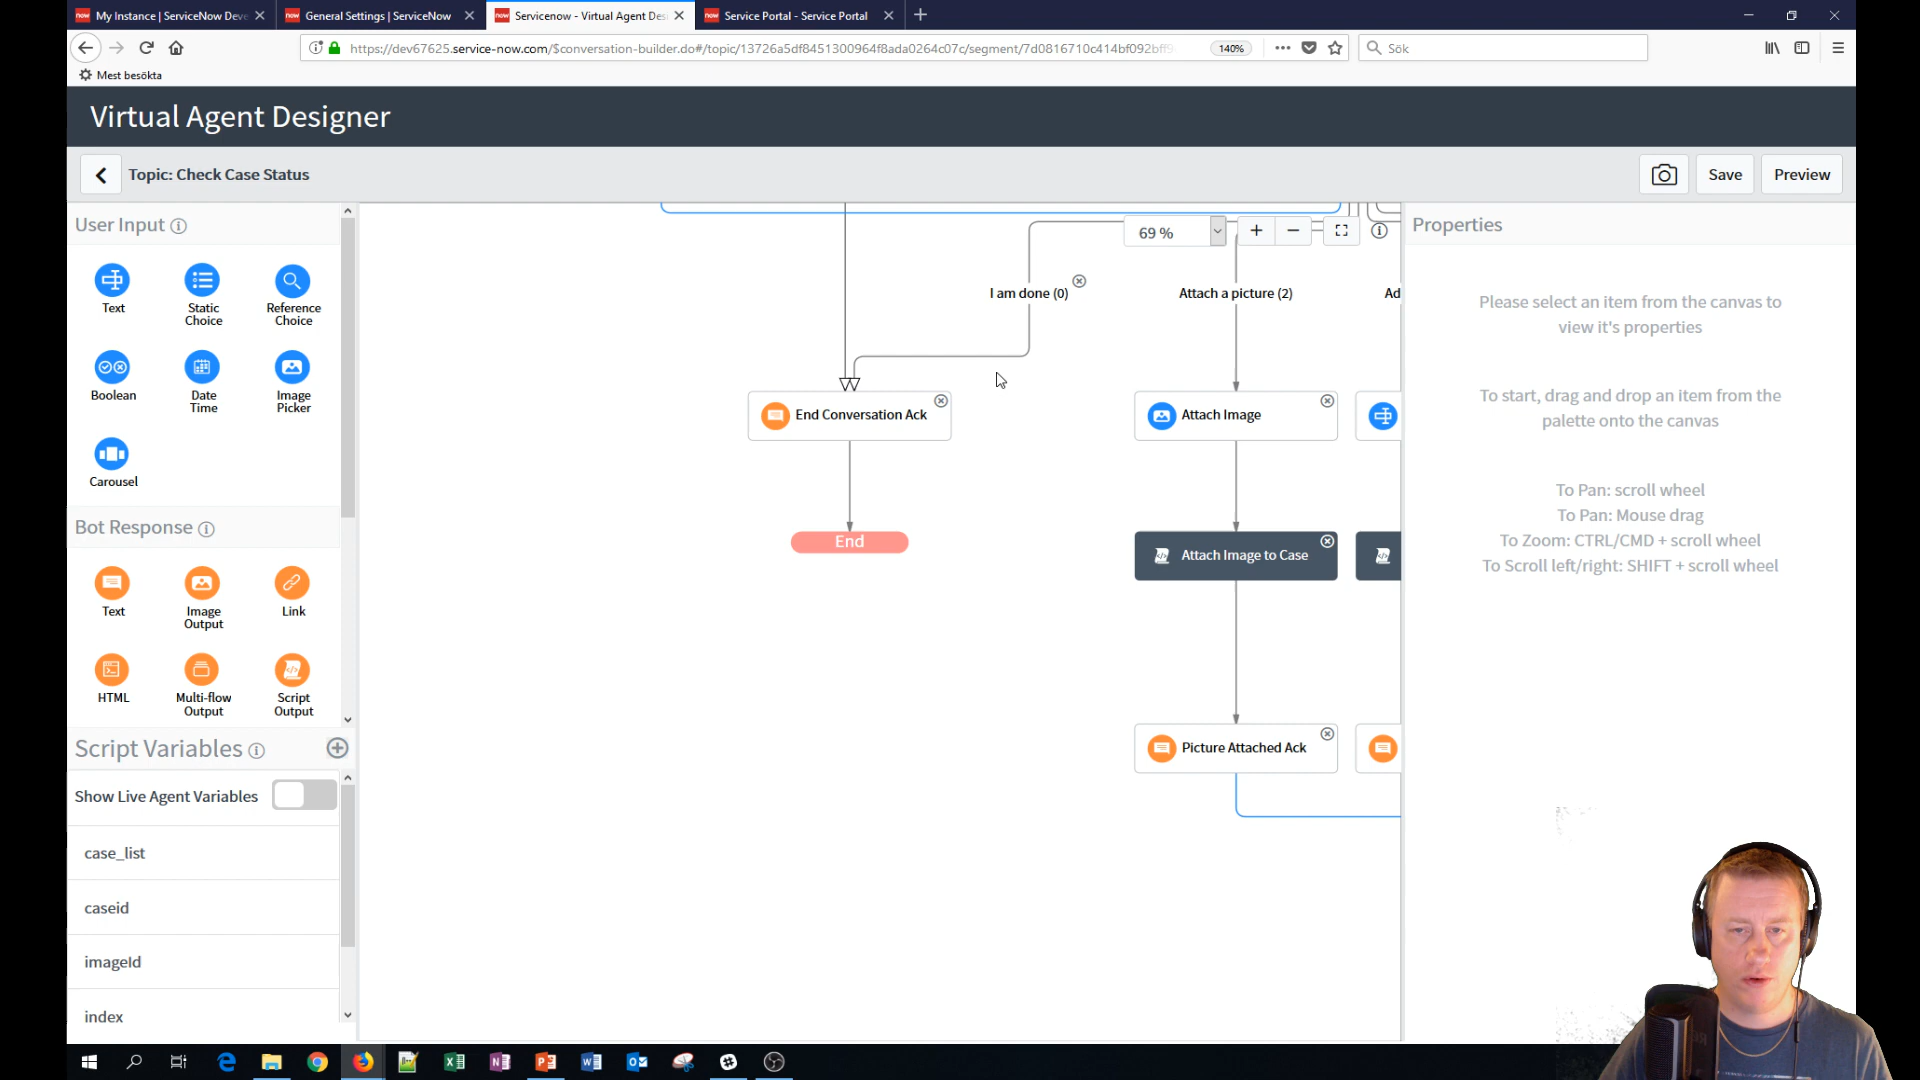 My Instance | ServiceNow Deve
General Settings | ServiceNow
Servicenow - Virtual Agent Des
Service Portal - Service Portal
https://dev67625.service-now.com/$conversation-builder.do#/topic/13726a5df8451300964f8ada0264c07c/segment/7d0816710c414bf092bff9
140%
Sök
Mest besökta
Virtual Agent Designer
Topic: Check Case Status
Save
Preview
User Input
Text
Static
Choice
Reference
Choice
Boolean
Date
Time
Image
Picker
Carousel
Bot Response
Text
Image
Output
Link
HTML
Multi-flow
Output
Script
Output
Script Variables
Show Live Agent Variables
case_list
caseid
imageId
index
69 %
I am done (0)
Attach a picture (2)
Ad
End Conversation Ack
Attach Image
End
Attach Image to Case
Picture Attached Ack
Properties
Please select an item from the canvas to
view it's properties
To start, drag and drop an item from the
palette onto the canvas
To Pan: scroll wheel
To Pan: Mouse drag
To Zoom: CTRL/CMD + scroll wheel
To Scroll left/right: SHIFT + scroll wheel